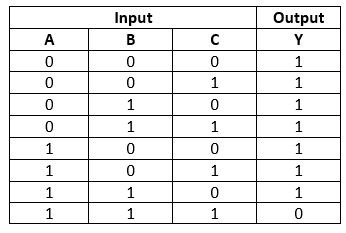 Input Output
A B C Y
0 0 0 1
0 0 1 1
0 1 0 1
0 1 1 1
1 0 0 1
1 0 1 1
1 1 0 1
1 1 1 0